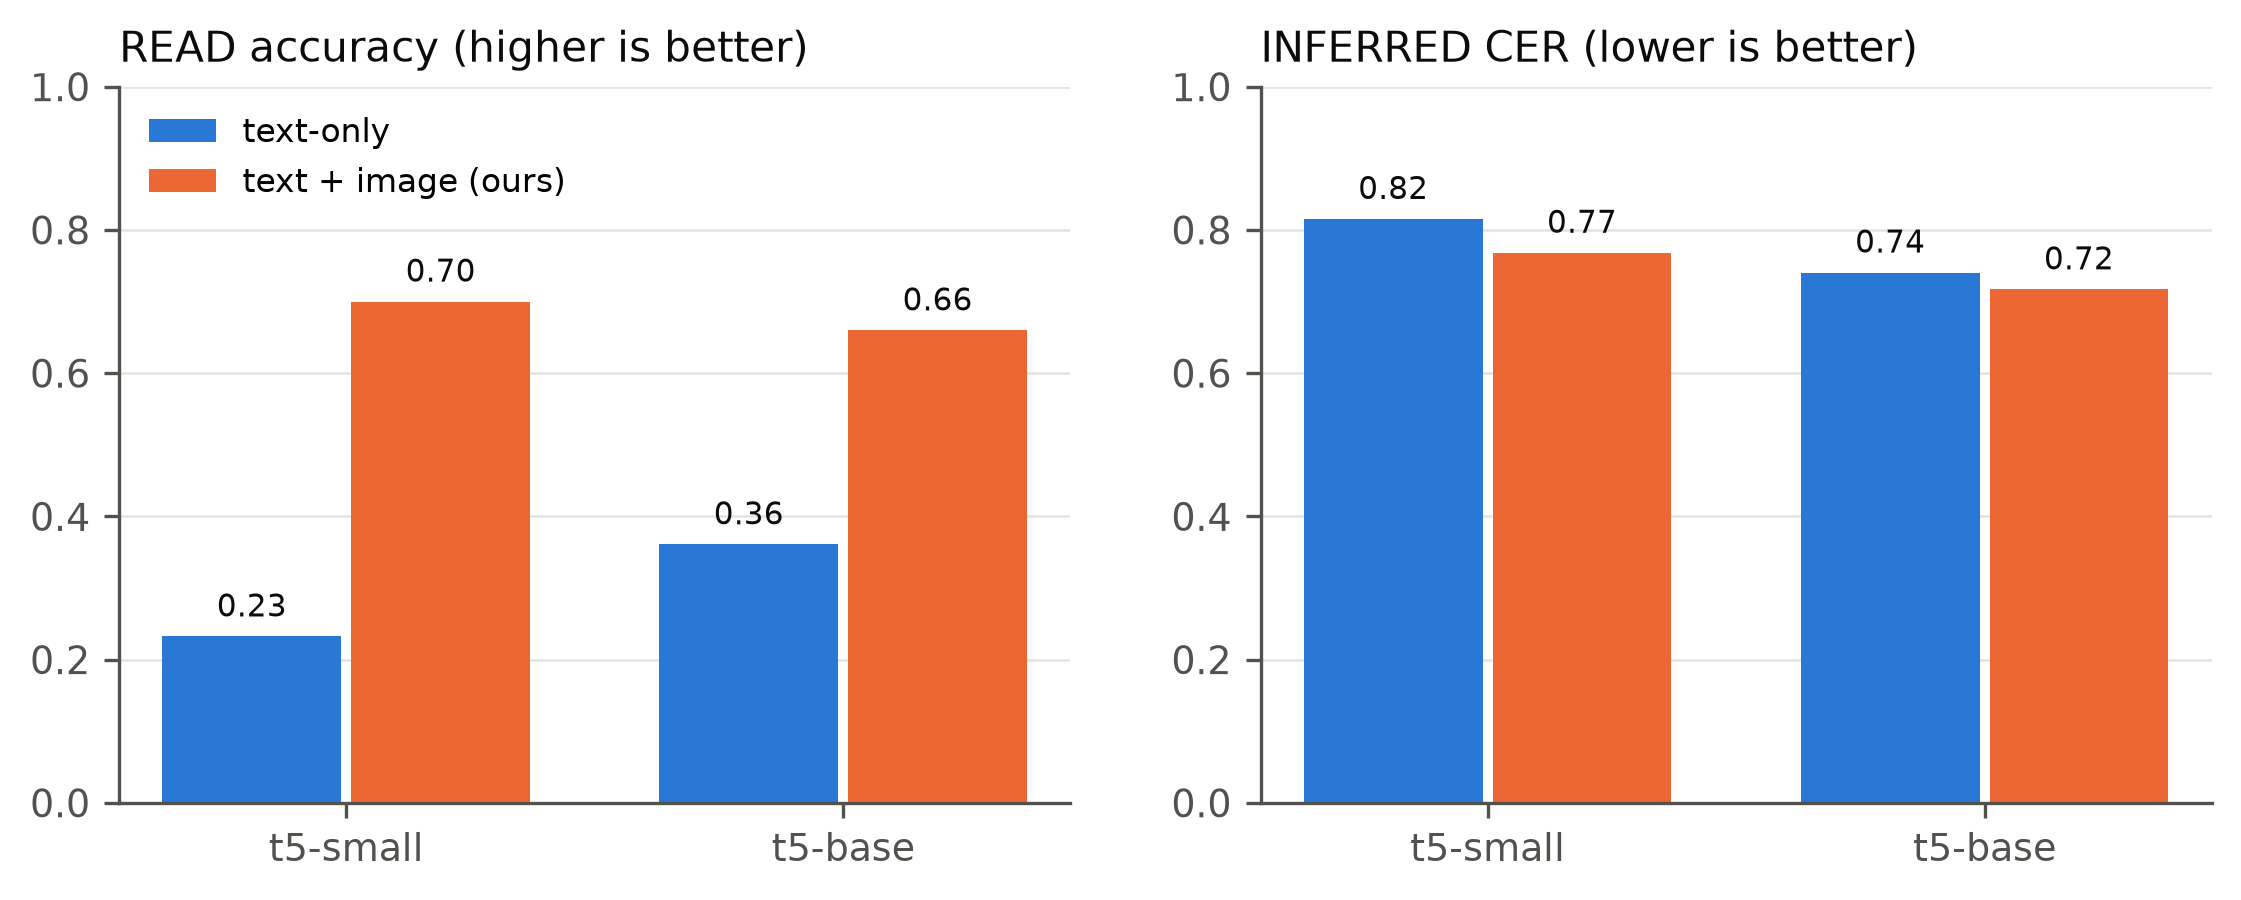 READ accuracy (higher is better)
1.0
0.8
0.6
0.4
0.2
0.0
text-only
text + image (ours)
0.23
0.70
0.36
0.66
t5-small
t5-base
INFERRED CER (lower is better)
1.0
0.8
0.6
0.4
0.2
0.0
0.82
0.77
0.74
0.72
t5-small
t5-base